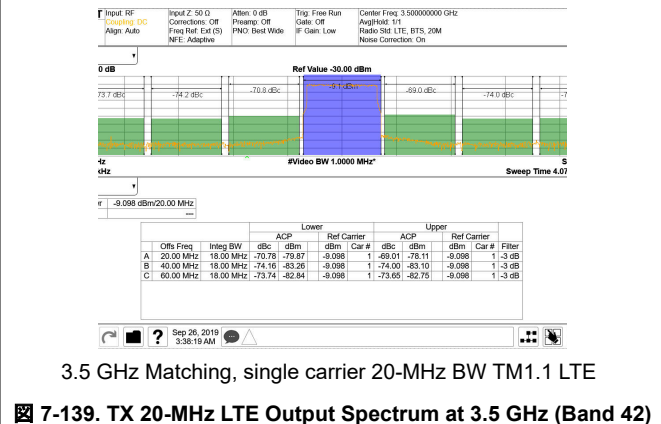 Input: RF
Coupling: DC
Align: Auto
Input Z: 50 Ω
Corrections: Off
Freq Ref: Ext (S)
NFE: Adaptive
Atten: 0 dB
Preamp: Off
PNO: Best Wide
Trig: Free Run
Gate: Off
IF Gain: Low
Center Freq: 3.500000000 GHz
Avg|Hold: 1/1
Radio Std: LTE, BTS, 20M
Noise Correction: On
0 dB
Ref Value -30.00 dBm
73.7 dBc
-74.2 dBc
-70.8 dBc
-9.1 dBm
-69.0 dBc
-74.0 dBc
-7
Hz
#Video BW 1.0000 MHz*
S
kHz
Sweep Time 4.07
er -9.098 dBm/20.00 MHz
---
Lower Upper
ACP Ref Carrier ACP Ref Carrier
Offs Freq Integ BW dBc dBm dBm Car # dBc dBm dBm Car # Filter
A 20.00 MHz 18.00 MHz -70.78 -79.87 -9.098 1 -69.01 -78.11 -9.098 1 -3 dB
B 40.00 MHz 18.00 MHz -74.16 -83.26 -9.098 1 -74.00 -83.10 -9.098 1 -3 dB
C 60.00 MHz 18.00 MHz -73.74 -82.84 -9.098 1 -73.65 -82.75 -9.098 1 -3 dB
?
Sep 26, 2019
3:38:19 AM
3.5 GHz Matching, single carrier 20-MHz BW TM1.1 LTE
図 7-139. TX 20-MHz LTE Output Spectrum at 3.5 GHz (Band 42)